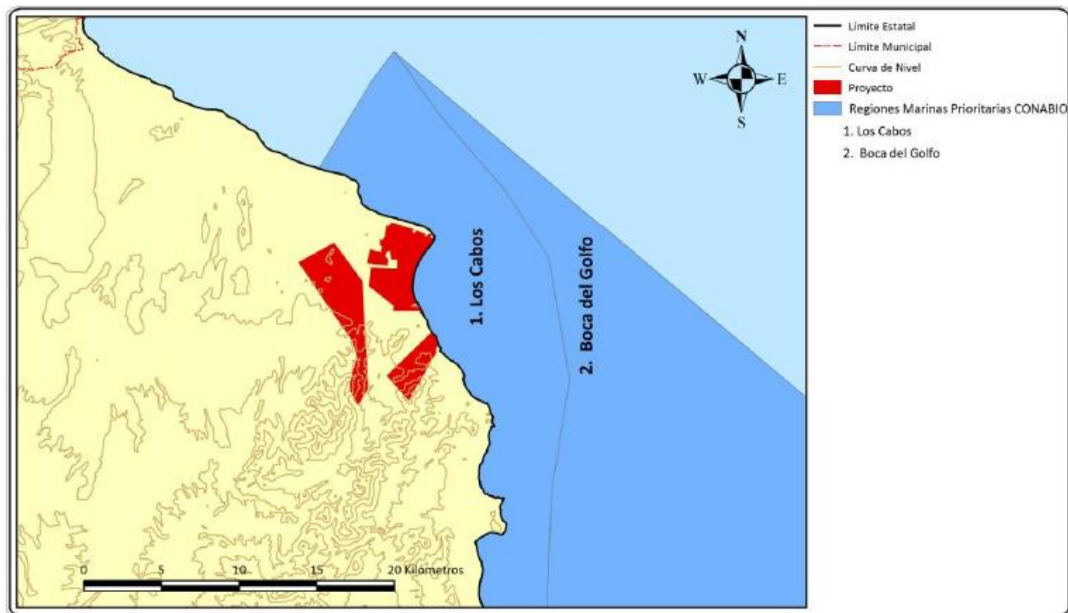 N
W E
S
1. Los Cabos
2. Boca del Golfo
0 5 10 15 20 Kilómetros
Límite Estatal
Límite Municipal
Curva de Nivel
Proyecto
Regiones Marinas Prioritarias CONABIO
1. Los Cabos
2. Boca del Golfo